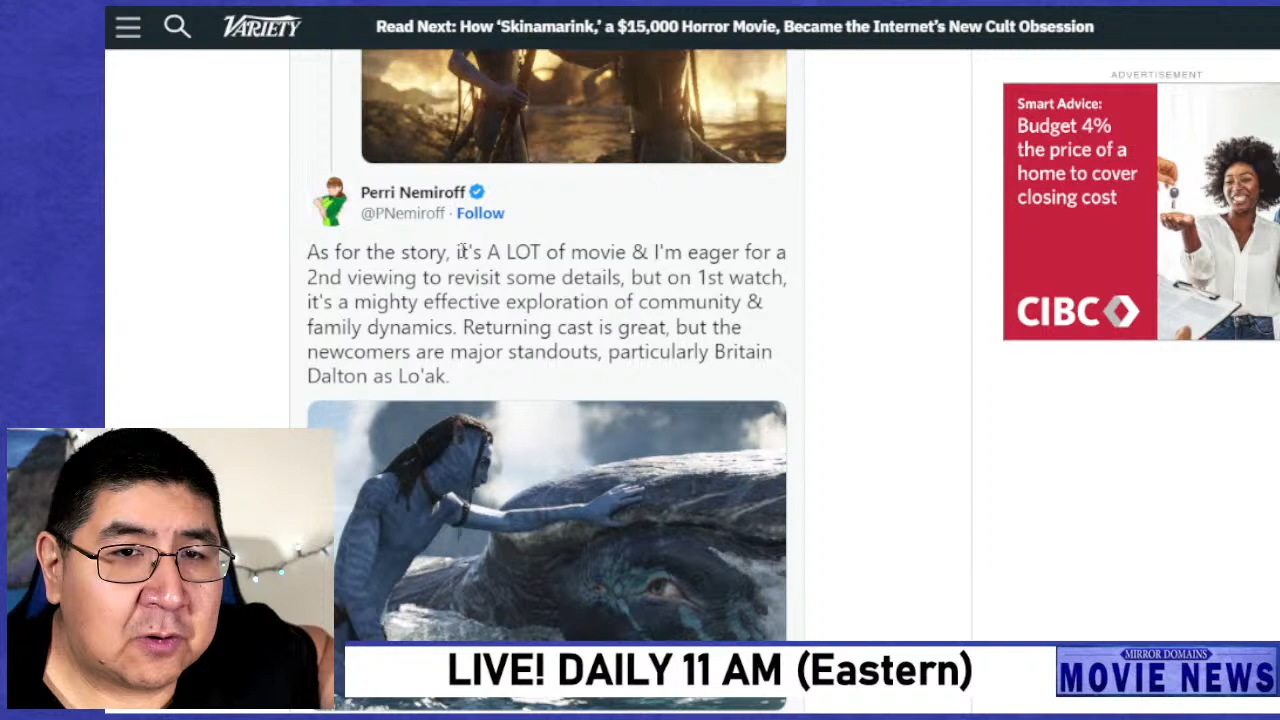 VARIETY
Read Next: How ‘Skinamarink,’ a $15,000 Horror Movie, Became the Internet’s New Cult Obsession
ADVERTISEMENT
Smart Advice:
Budget 4%
the price of a
home to cover
closing cost
CIBC
Perri Nemiroff
@PNemiroff · Follow
As for the story, it's A LOT of movie & I'm eager for a
2nd viewing to revisit some details, but on 1st watch,
it's a mighty effective exploration of community &
family dynamics. Returning cast is great, but the
newcomers are major standouts, particularly Britain
Dalton as Lo'ak.
LIVE! DAILY 11 AM (Eastern)
MIRROR DOMAINS
MOVIE NEWS